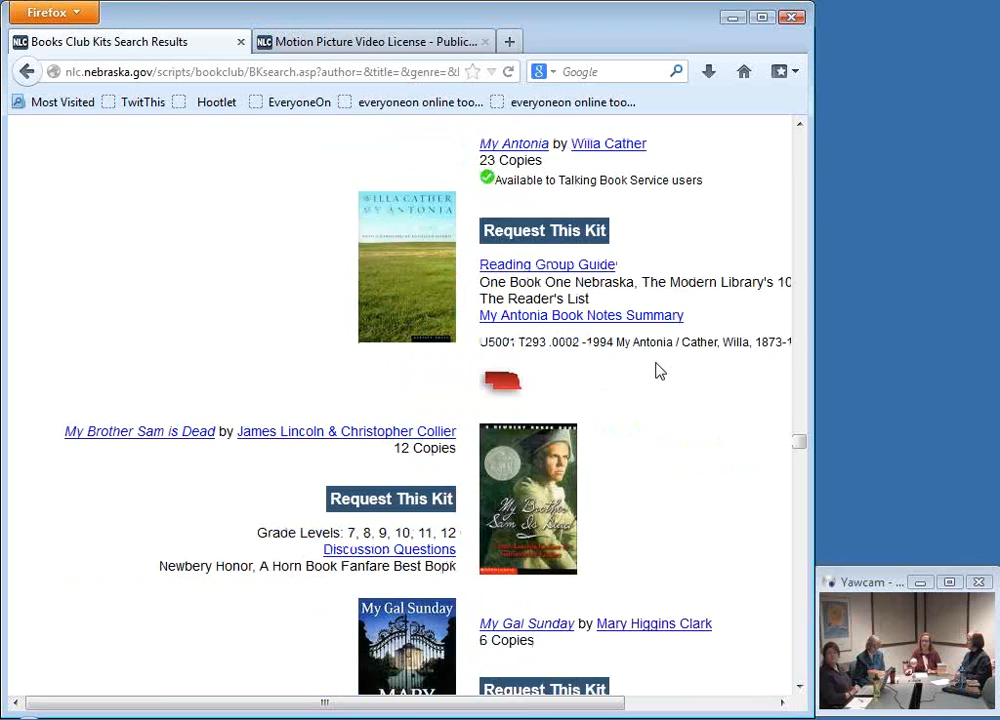 Firefox
NLC Books Club Kits Search Results
NLC Motion Picture Video License - Public...
nlc.nebraska.gov/scripts/bookclub/BKsearch.asp?author=&title=&genre=&l
Google
Most Visited TwitThis Hootlet EveryoneOn everyoneon online too... everyoneon online too...
My Antonia by Willa Cather
23 Copies
Available to Talking Book Service users
WILLA CATHER
MY ANTONIA
Request This Kit
Reading Group Guide
One Book One Nebraska, The Modern Library's 10
The Reader's List
My Antonia Book Notes Summary
U5001 T293 .0002 -1994 My Antonia / Cather, Willa, 1873-1
My Brother Sam is Dead by James Lincoln & Christopher Collier
12 Copies
Request This Kit
Grade Levels: 7, 8, 9, 10, 11, 12
Discussion Questions
Newbery Honor, A Horn Book Fanfare Best Book
A NEWBERY HONOR BOOK
My Brother
Sam Is Dead
My Gal Sunday
MARY
My Gal Sunday by Mary Higgins Clark
6 Copies
Request This Kit
Yawcam - ...